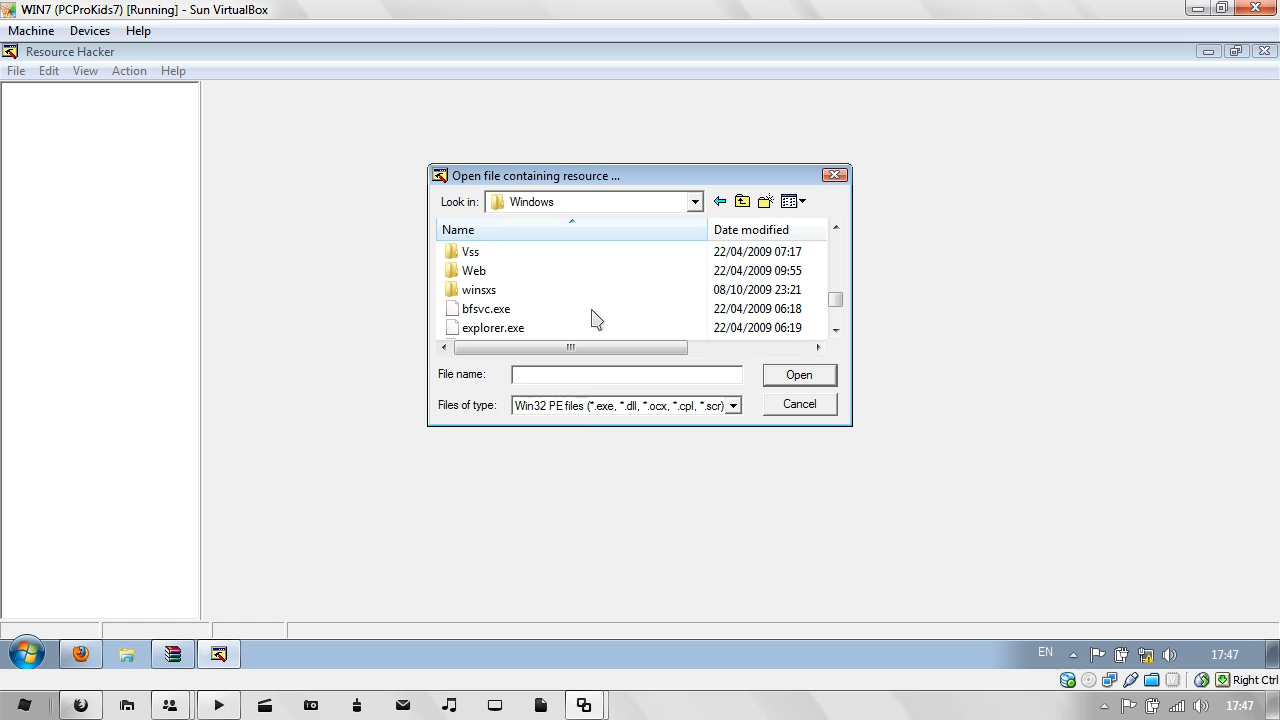 WIN7 (PCProKids7) [Running] - Sun VirtualBox
Machine Devices Help
Resource Hacker
File Edit View Action Help
Open file containing resource ...
Look in: Windows
Name Date modified
Vss 22/04/2009 07:17
Web 22/04/2009 09:55
winsxs 08/10/2009 23:21
bfsvc.exe 22/04/2009 06:18
explorer.exe 22/04/2009 06:19
File name: Open
Files of type: Win32 PE files (*.exe, *.dll, *.ocx, *.cpl, *.scr) Cancel
EN 17:47
Right Ctrl
17:47